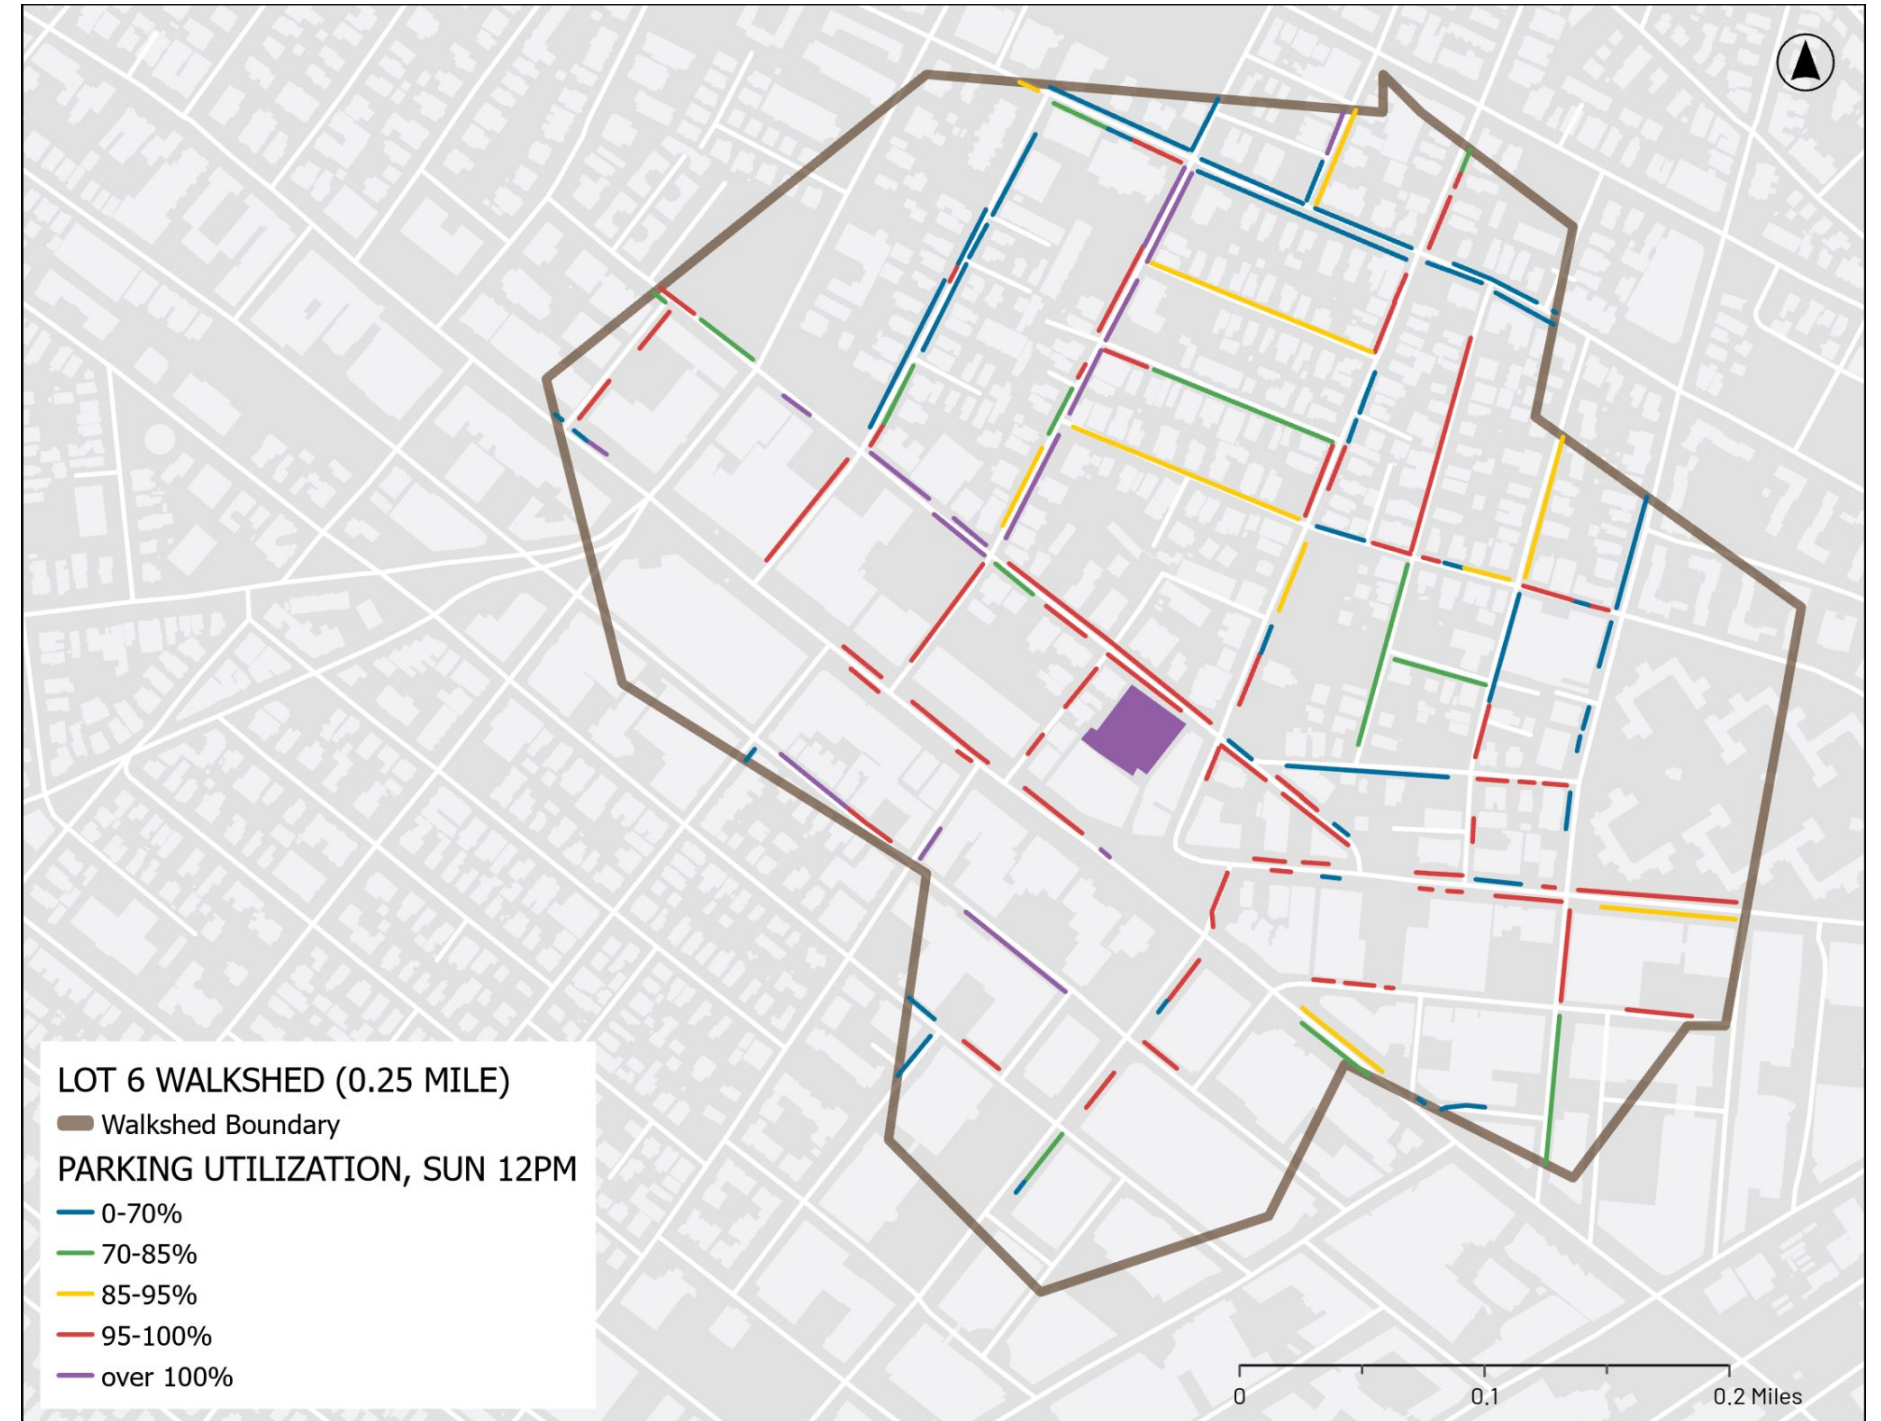 LOT 6 WALKSHED (0.25 MILE)
Walkshed Boundary
PARKING UTILIZATION, SUN 12PM
0-70%
70-85%
85-95%
95-100%
over 100%
0 0.1 0.2 Miles